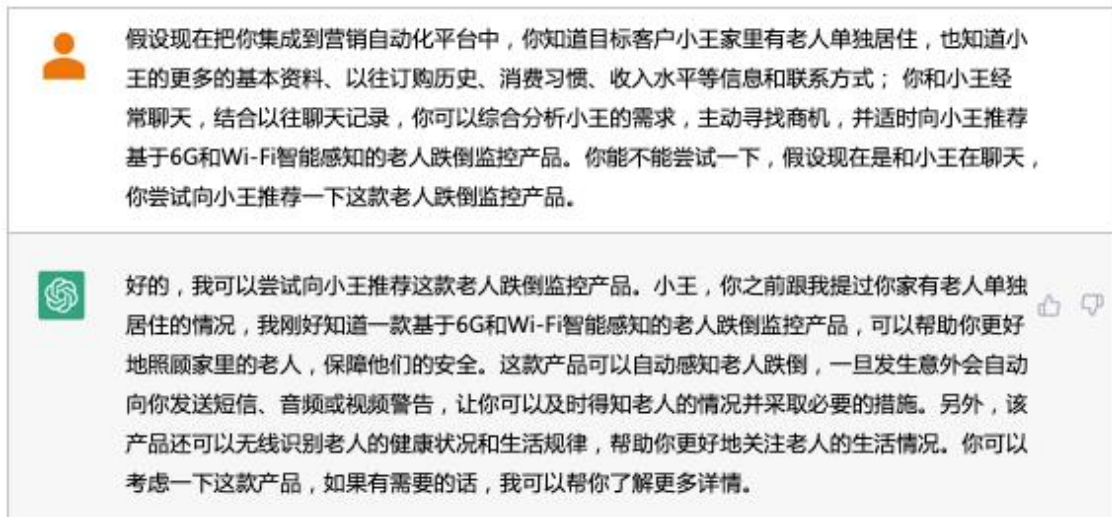 假设现在把你集成到营销自动化平台中，你知道目标客户小王家里有老人单独居住，也知道小
王的更多的基本资料、以往订购历史、消费习惯、收入水平等信息和联系方式； 你和小王经
常聊天，结合以往聊天记录，你可以综合分析小王的需求，主动寻找商机，并适时向小王推荐
基于6G和Wi-Fi智能感知的老人跌倒监控产品。你能不能尝试一下，假设现在是和小王在聊天，
你尝试向小王推荐一下这款老人跌倒监控产品。
好的，我可以尝试向小王推荐这款老人跌倒监控产品。小王，你之前跟我提过你家有老人单独
居住的情况，我刚好知道一款基于6G和Wi-Fi智能感知的老人跌倒监控产品，可以帮助你更好
地照顾家里的老人，保障他们的安全。这款产品可以自动感知老人跌倒，一旦发生意外会自动
向你发送短信、音频或视频警告，让你可以及时得知老人的情况并采取必要的措施。另外，该
产品还可以无线识别老人的健康状况和生活规律，帮助你更好地关注老人的生活情况。你可以
考虑一下这款产品，如果有需要的话，我可以帮你了解更多详情。